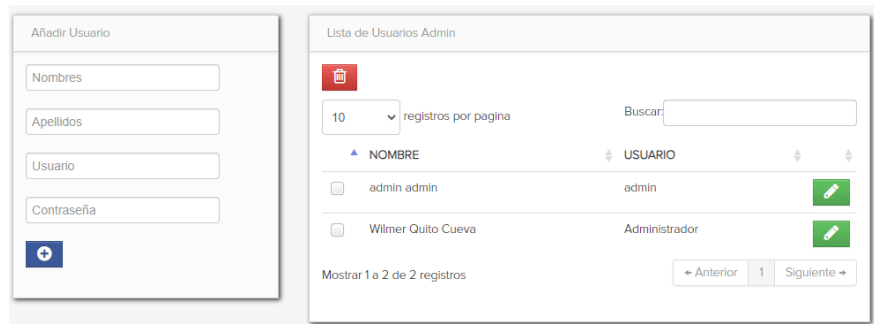 Añadir Usuario
Nombres
Apellidos
Usuario
Contraseña
Lista de Usuarios Admin
10 registros por pagina
Buscar:
NOMBRE USUARIO
admin admin admin
Wilmer Quito Cueva Administrador
Mostrar 1 a 2 de 2 registros
← Anterior 1 Siguiente →